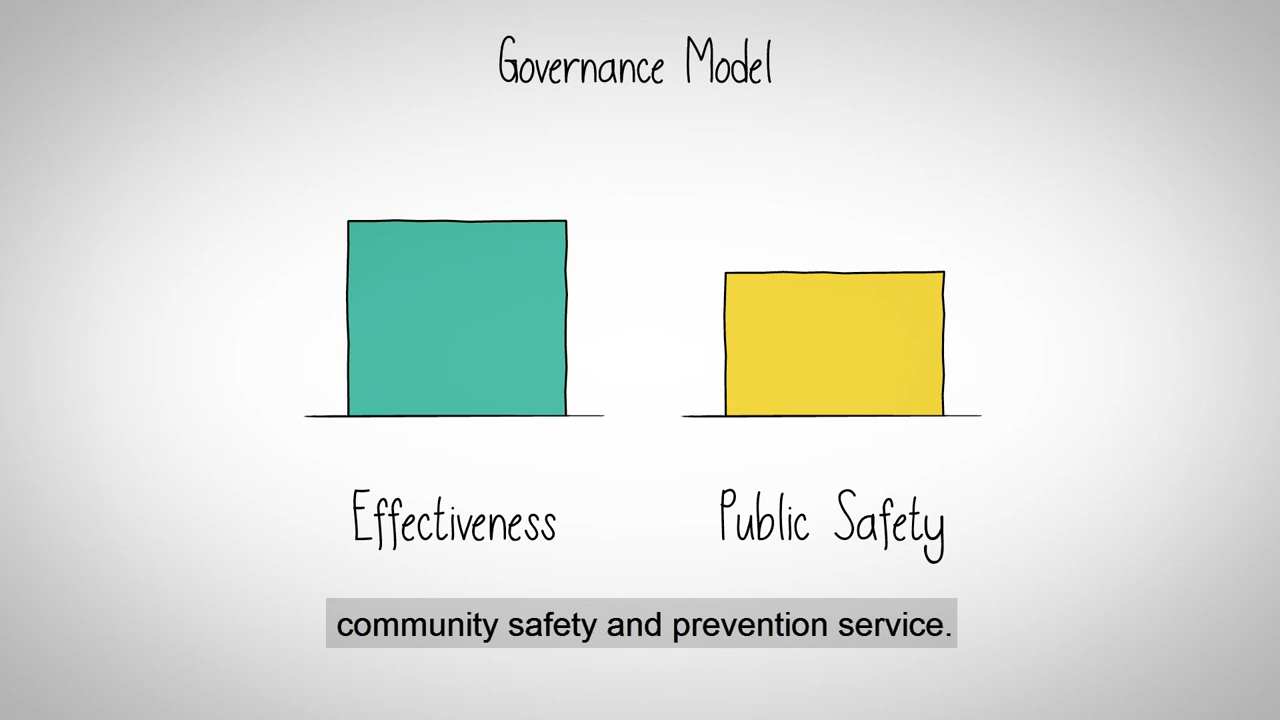 Governance Model
Effectiveness
Public Safety
community safety and prevention service.